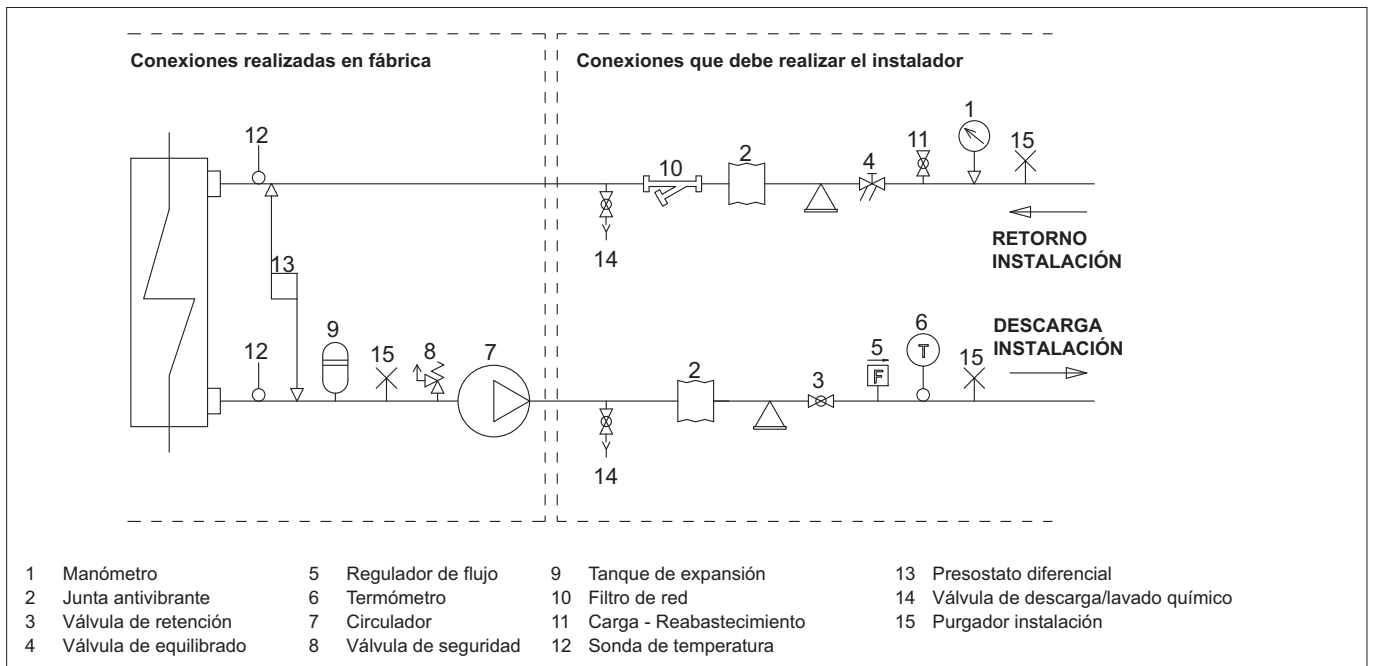 Conexiones realizadas en fábrica
Conexiones que debe realizar el instalador
12
10
2
4
11
1
15
14
RETORNO
INSTALACIÓN
13
12
9
15
8
7
14
2
3
5
F
6
T
15
DESCARGA
INSTALACIÓN
1 Manómetro
2 Junta antivibrante
3 Válvula de retención
4 Válvula de equilibrado
5 Regulador de flujo
6 Termómetro
7 Circulador
8 Válvula de seguridad
9 Tanque de expansión
10 Filtro de red
11 Carga - Reabastecimiento
12 Sonda de temperatura
13 Presostato diferencial
14 Válvula de descarga/lavado químico
15 Purgador instalación